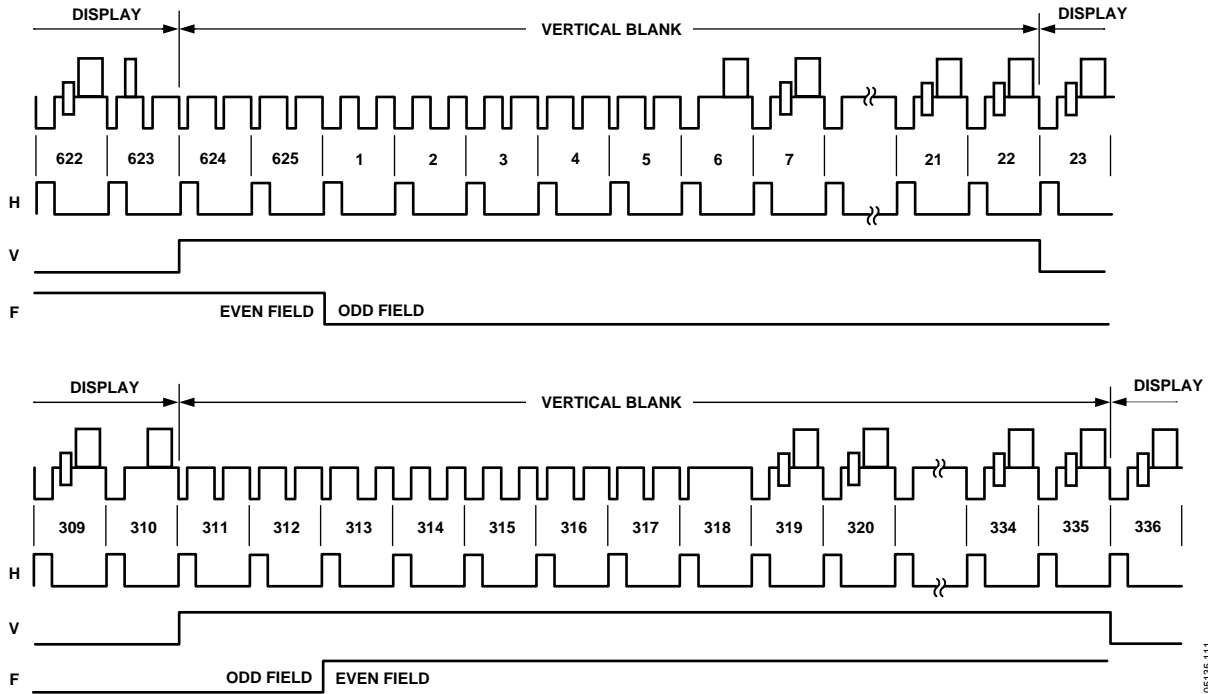 DISPLAY VERTICAL BLANK DISPLAY
622 623 624 625 1 2 3 4 5 6 7 21 22 23
H
V
F EVEN FIELD ODD FIELD
DISPLAY VERTICAL BLANK DISPLAY
309 310 311 312 313 314 315 316 317 318 319 320 334 335 336
H
V
F ODD FIELD EVEN FIELD
05135-111